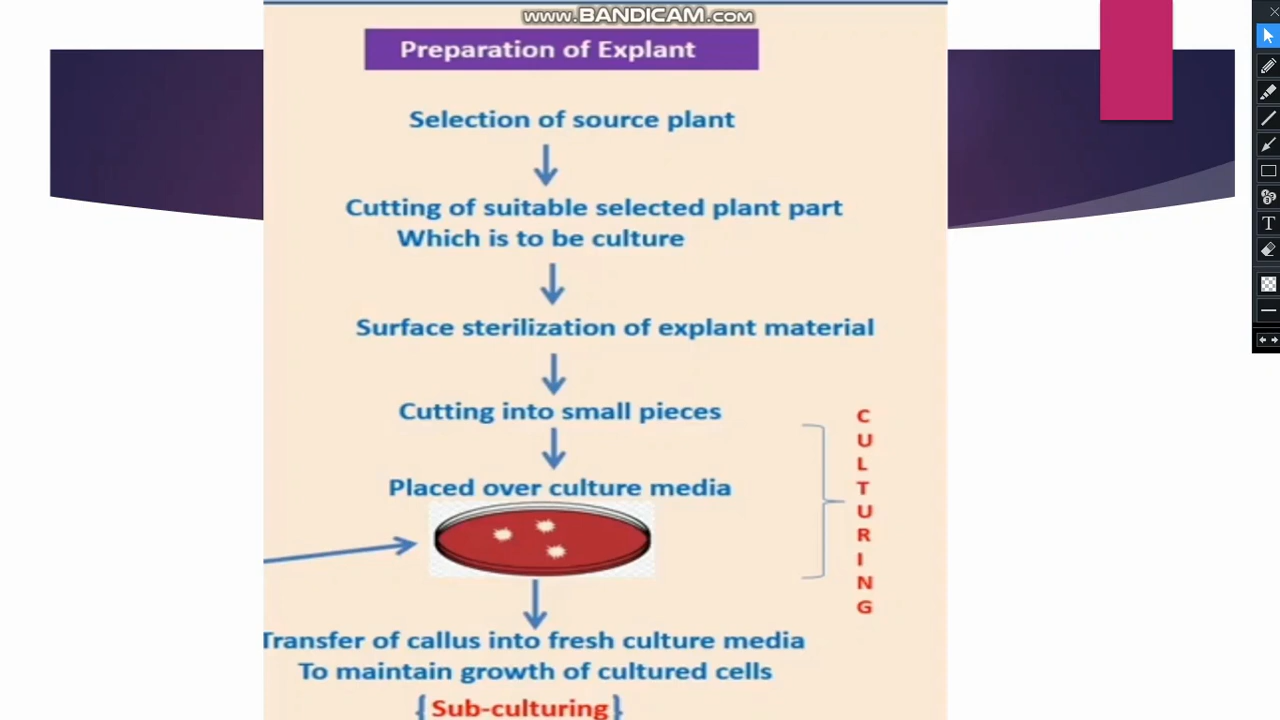 www.BANDICAM.com
Preparation of Explant
Selection of source plant
Cutting of suitable selected plant part
Which is to be culture
Surface sterilization of explant material
Cutting into small pieces
Placed over culture media
CULTURING
Transfer of callus into fresh culture media
To maintain growth of cultured cells
{Sub-culturing}